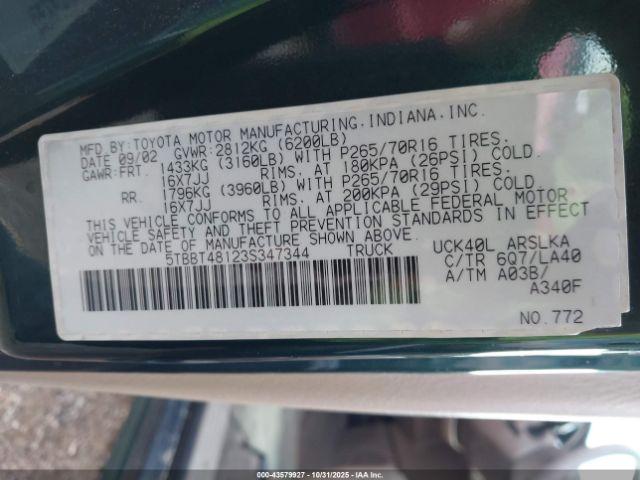 MFD.BY:TOYOTA MOTOR MANUFACTURING.INDIANA.INC.
DATE 09/02 GVWR:2812KG (6200LB)
GAWR:FRT. 1433KG (3160LB) WITH P265/70R16 TIRES.
16X7JJ RIMS. AT 180KPA (26PSI) COLD.
RR. 1796KG (3960LB) WITH P265/70R16 TIRES.
16X7JJ RIMS. AT 200KPA (29PSI) COLD.
THIS VEHICLE CONFORMS TO ALL APPLICABLE FEDERAL MOTOR
VEHICLE SAFETY AND THEFT PREVENTION STANDARDS IN EFFECT
ON THE DATE OF MANUFACTURE SHOWN ABOVE.
5TBBT48123S347344 TRUCK
UCK40L ARSLKA
C/TR 6Q7/LA40
A/TM A03B/
A340F
NO.772
000-43579927 - 10/31/2025 - IAAI.com